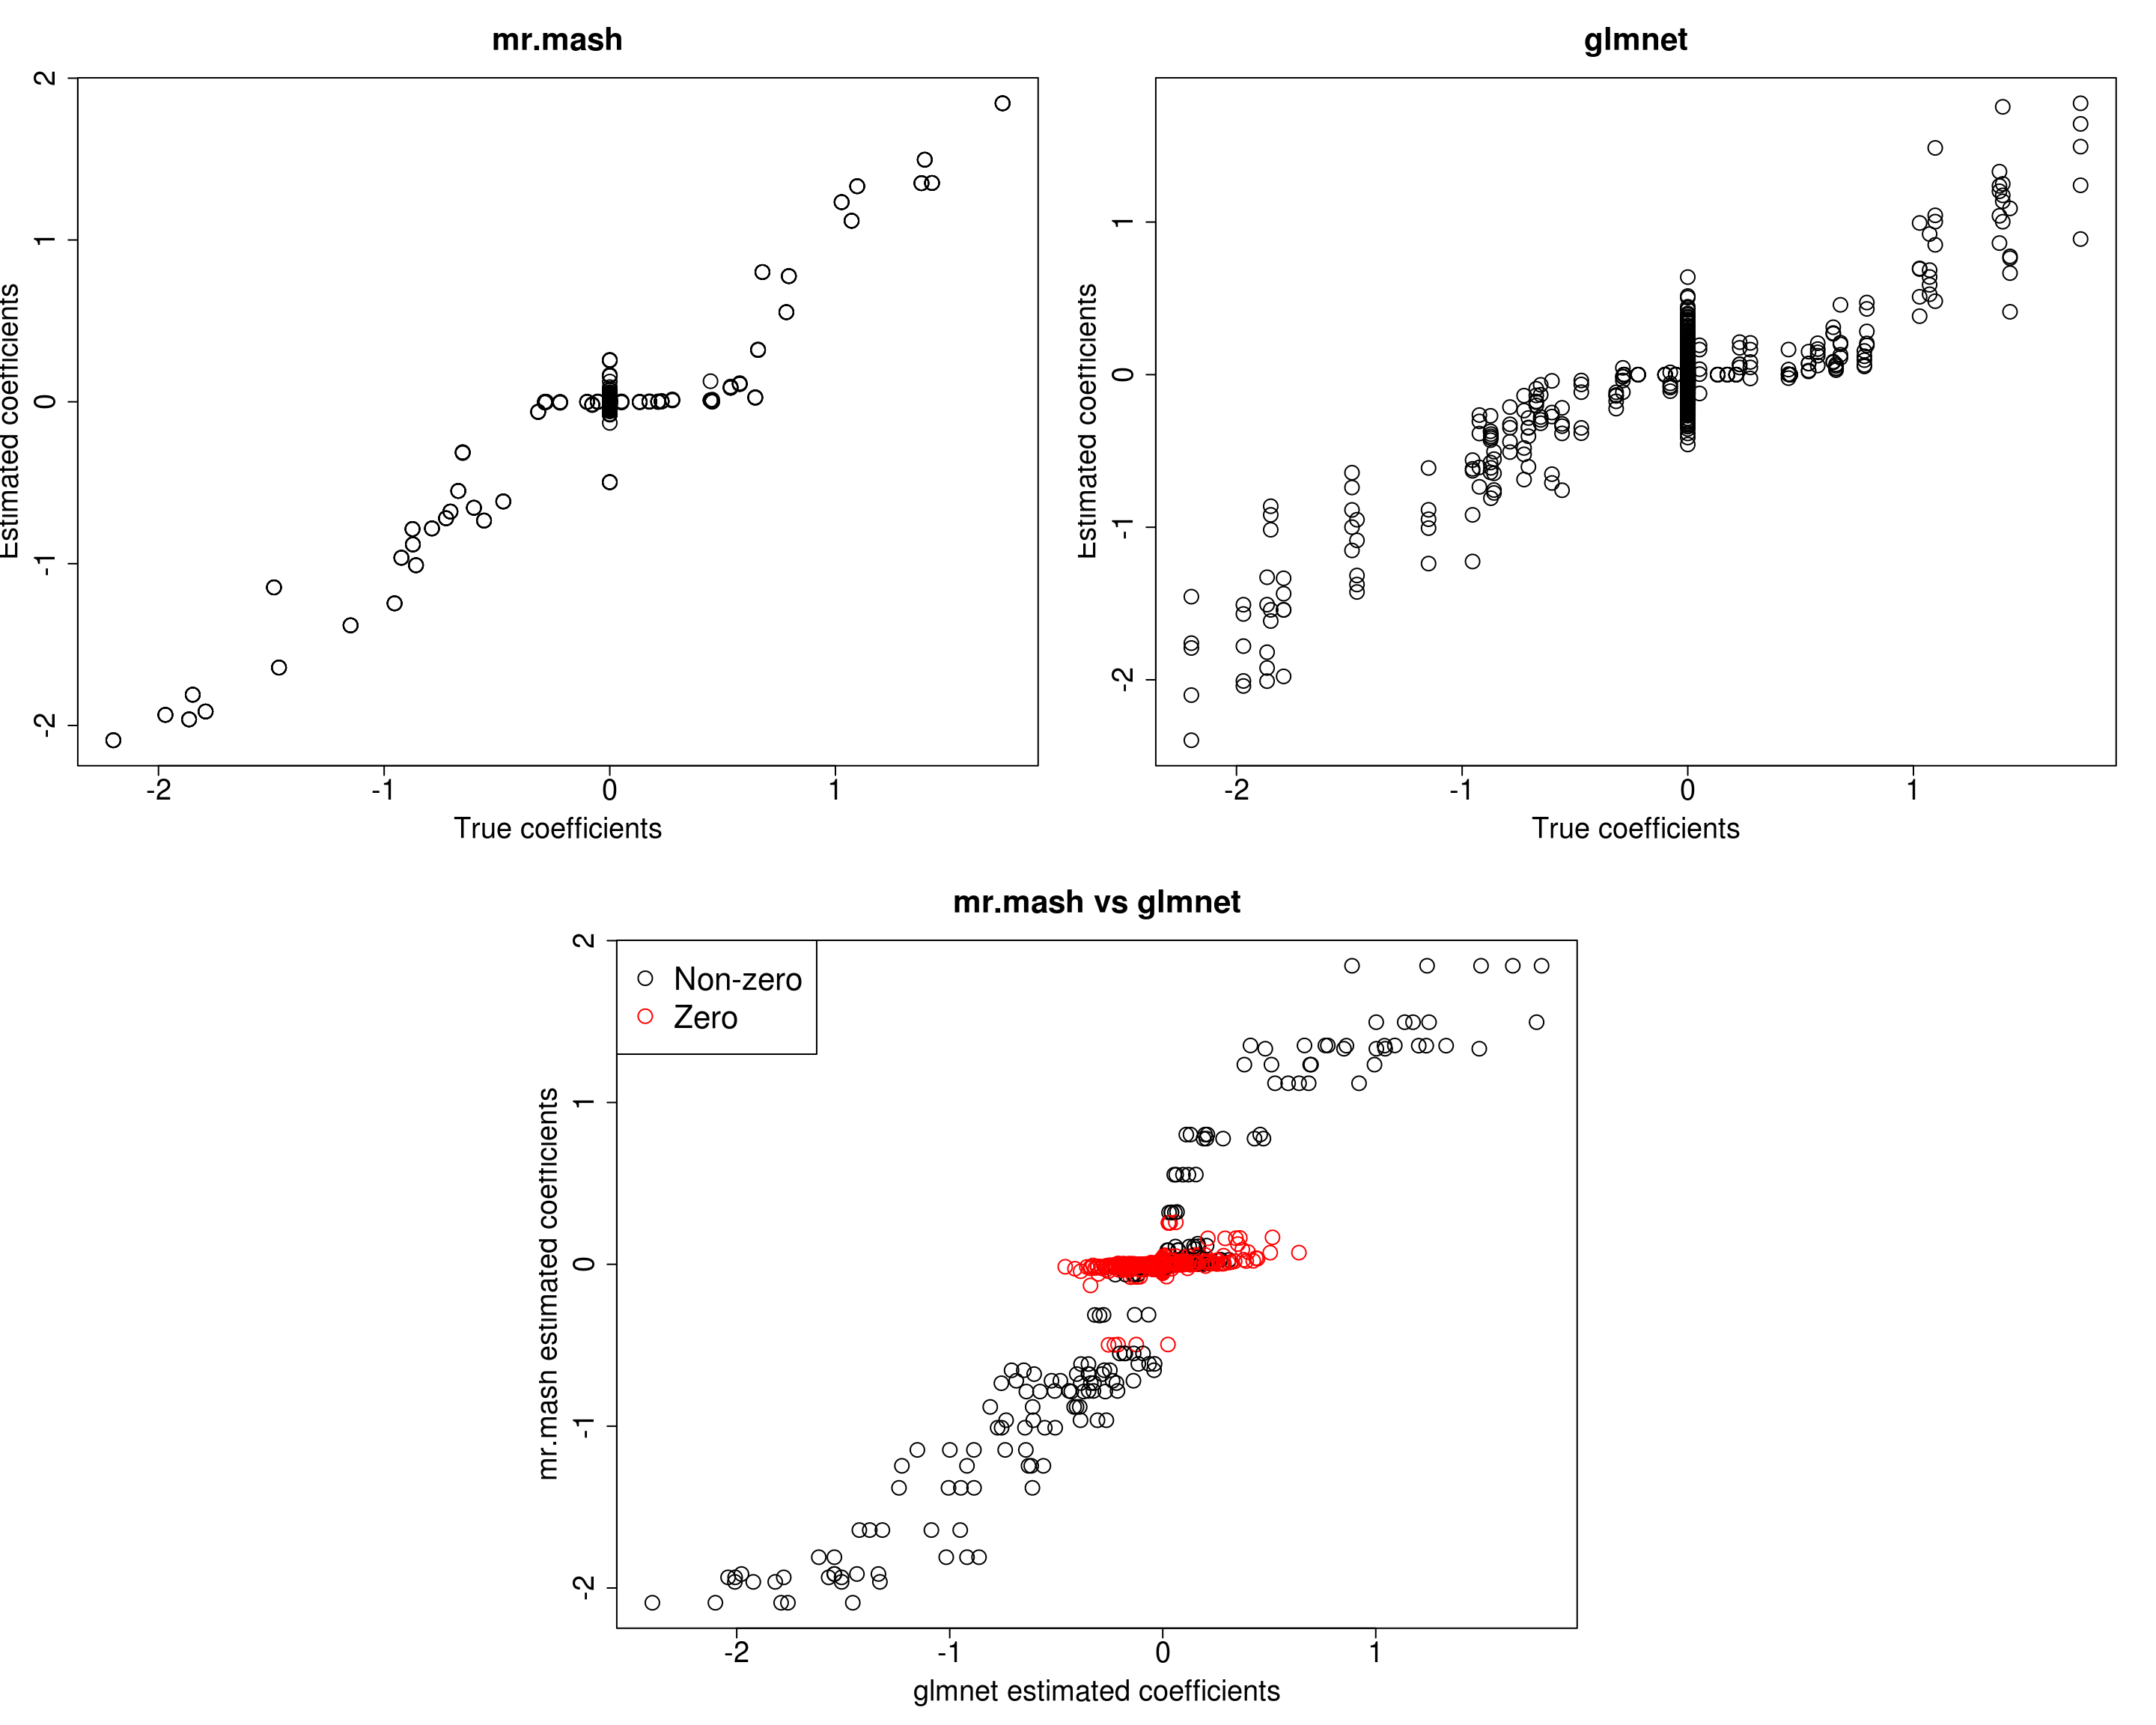 mr.mash
Estimated coefficients
2
1
0
-1
-2
-2
-1
0
1
True coefficients
glmnet
Estimated coefficients
1
0
-1
-2
-2
-1
0
1
True coefficients
mr.mash vs glmnet
mr.mash estimated coefficients
2
1
0
-1
-2
Non-zero
Zero
-2
-1
0
1
glmnet estimated coefficients